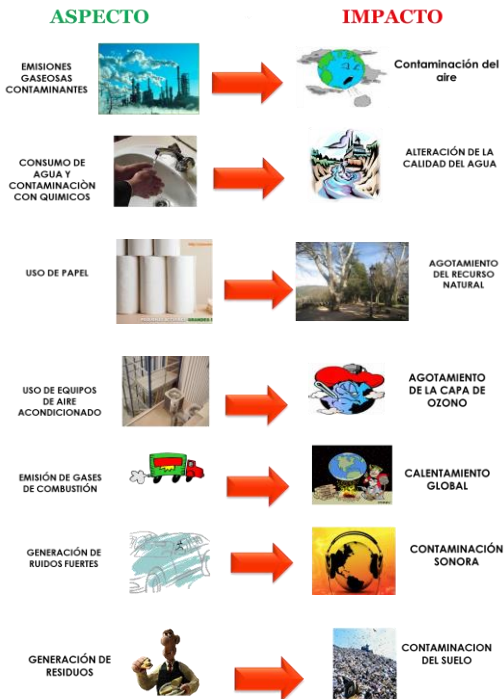 ASPECTO
IMPACTO
EMISIONES
GASEOSAS
CONTAMINANTES
Contaminación del
aire
CONSUMO DE
AGUA Y
CONTAMINACIÒN
CON QUIMICOS
ALTERACIÓN DE LA
CALIDAD DEL AGUA
USO DE PAPEL
AGOTAMIENTO
DEL RECURSO
NATURAL
USO DE EQUIPOS
DE AIRE
ACONDICIONADO
AGOTAMIENTO
DE LA CAPA DE
OZONO
EMISIÓN DE GASES
DE COMBUSTIÓN
CALENTAMIENTO
GLOBAL
GENERACIÓN DE
RUIDOS FUERTES
CONTAMINACIÓN
SONORA
GENERACIÓN DE
RESIDUOS
CONTAMINACION
DEL SUELO